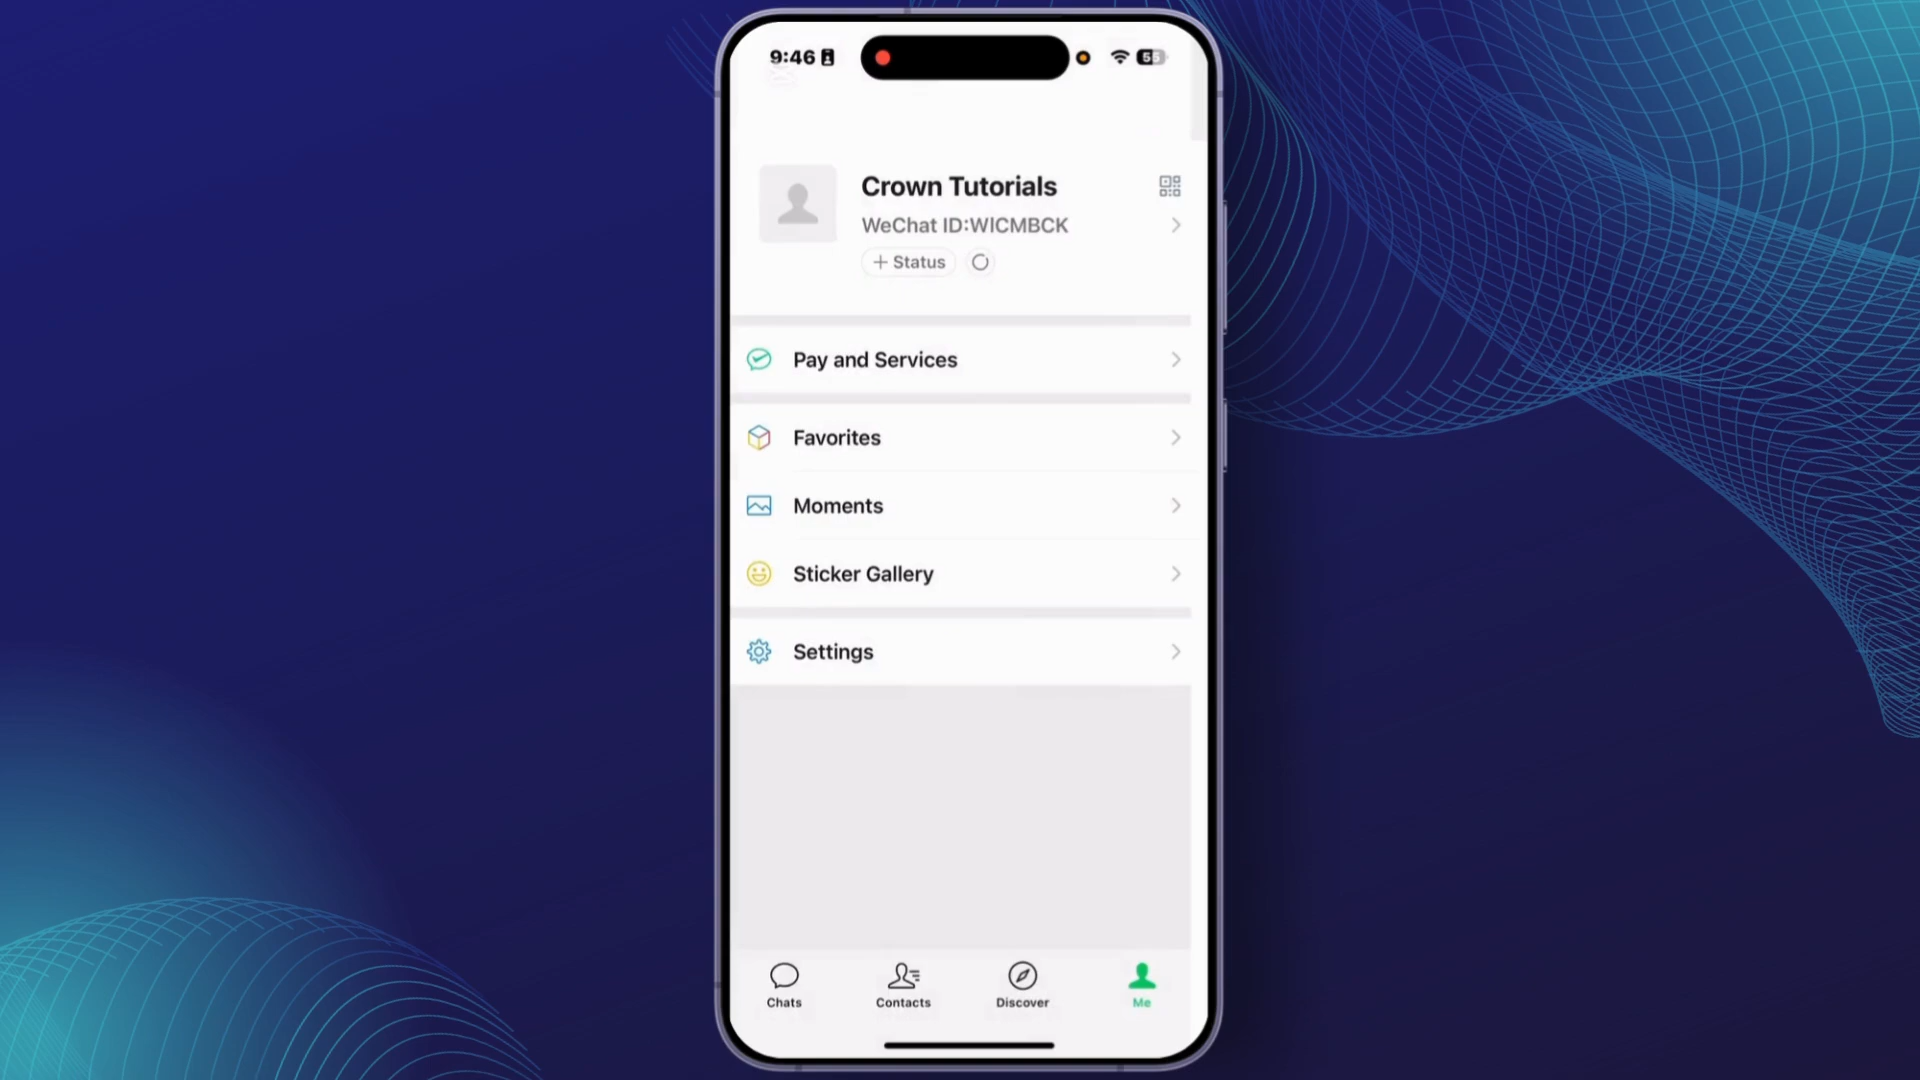 9:46
55
Crown Tutorials
WeChat ID:WICMBCK
+ Status
Pay and Services
Favorites
Moments
Sticker Gallery
Settings
Chats Contacts Discover Me